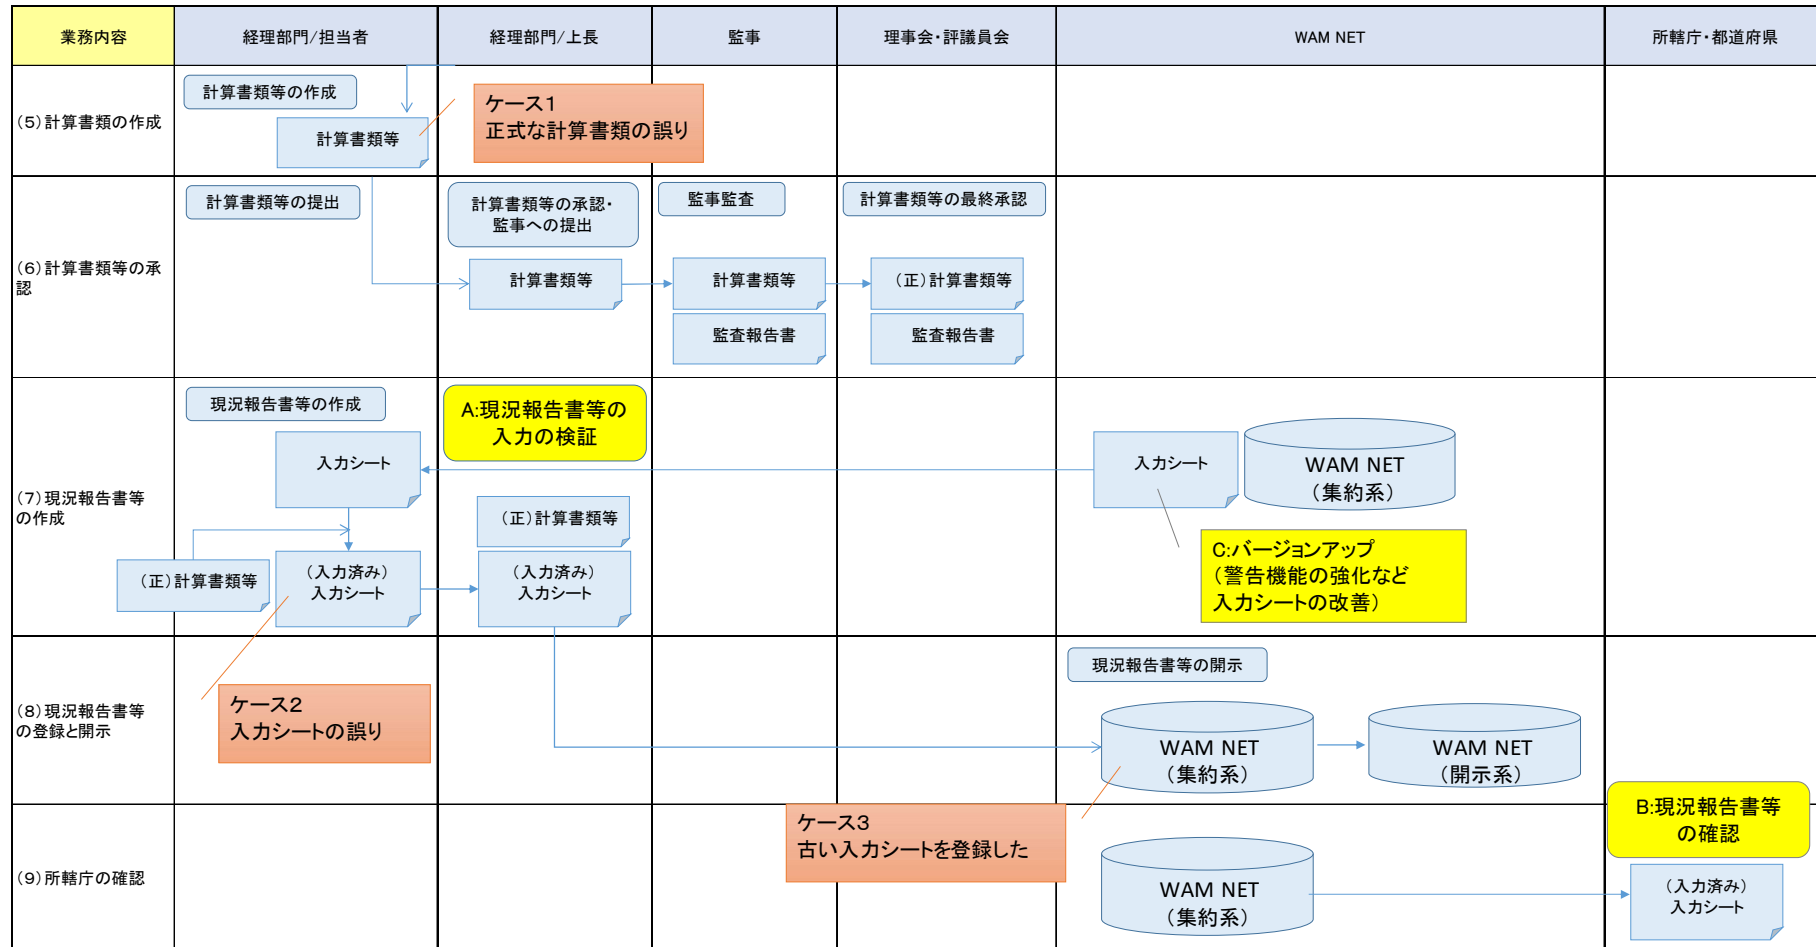 業務内容
経理部門/担当者
経理部門/上長
監事
理事会・評議員会
WAM NET
所轄庁・都道府県
(5)計算書類の作成
計算書類等の作成
計算書類等
ケース1
正式な計算書類の誤り
(6)計算書類等の承
認
計算書類等の提出
計算書類等の承認・
監事への提出
監事監査
計算書類等の最終承認
計算書類等
計算書類等
(正)計算書類等
監査報告書
監査報告書
(7)現況報告書等
の作成
現況報告書等の作成
A:現況報告書等の
入力の検証
入力シート
入力シート
WAM NET
(集約系)
(正)計算書類等
C:バージョンアップ
(警告機能の強化など
入力シートの改善)
(正)計算書類等
(入力済み)
入力シート
(入力済み)
入力シート
(8)現況報告書等
の登録と開示
ケース2
入力シートの誤り
現況報告書等の開示
WAM NET
(集約系)
WAM NET
(開示系)
(9)所轄庁の確認
ケース3
古い入力シートを登録した
B:現況報告書等
の確認
WAM NET
(集約系)
(入力済み)
入力シート